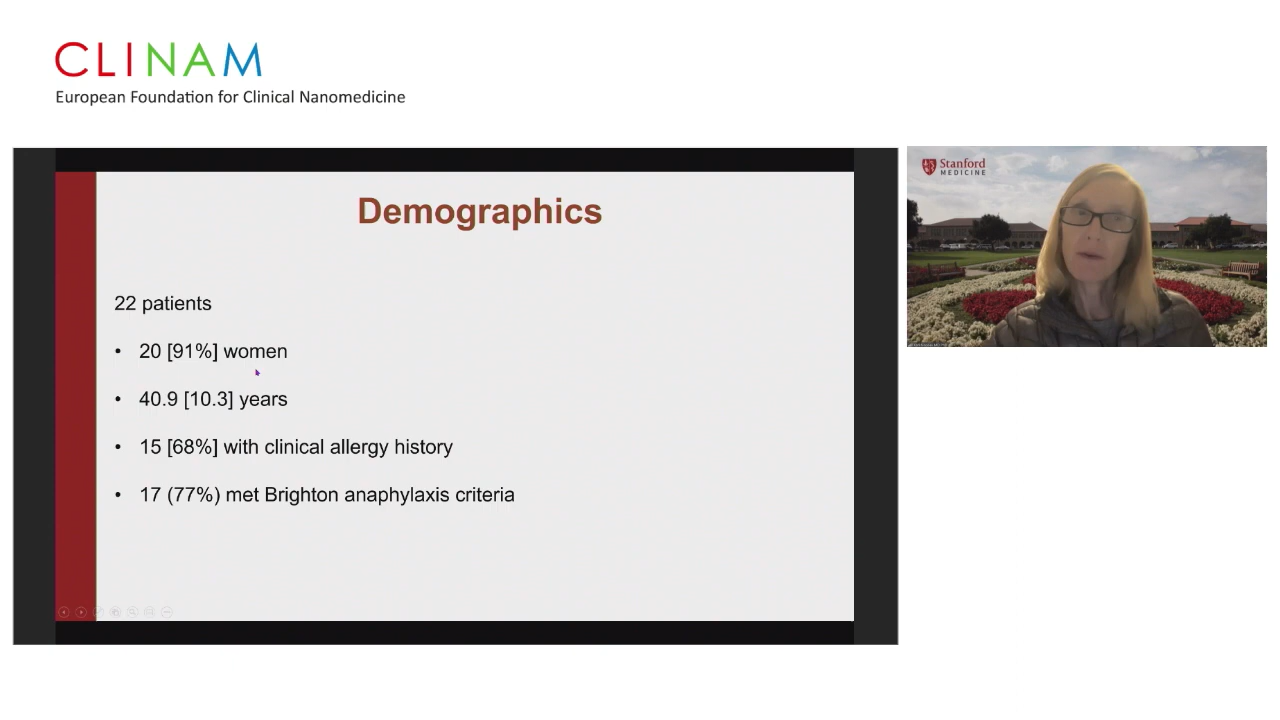 CLINAM
European Foundation for Clinical Nanomedicine
Demographics
22 patients
• 20 [91%] women
• 40.9 [10.3] years
• 15 [68%] with clinical allergy history
• 17 (77%) met Brighton anaphylaxis criteria
Stanford
MEDICINE